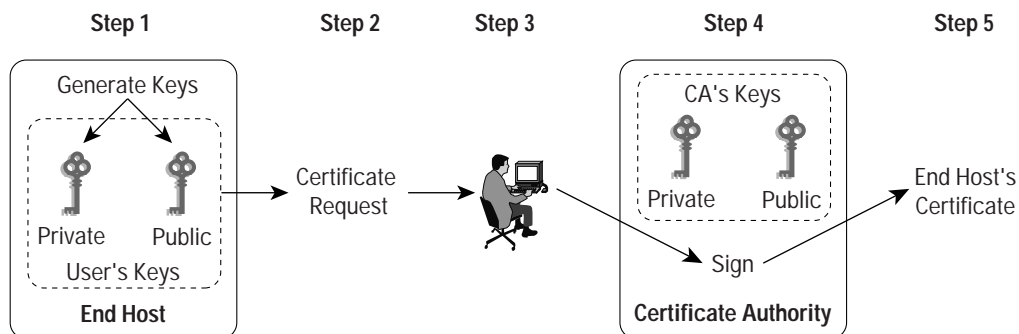 Step 1
Step 2
Step 3
Step 4
Step 5
Generate Keys
Private
Public
User's Keys
End Host
Certificate
Request
CA's Keys
Private
Public
Sign
Certificate Authority
End Host's
Certificate